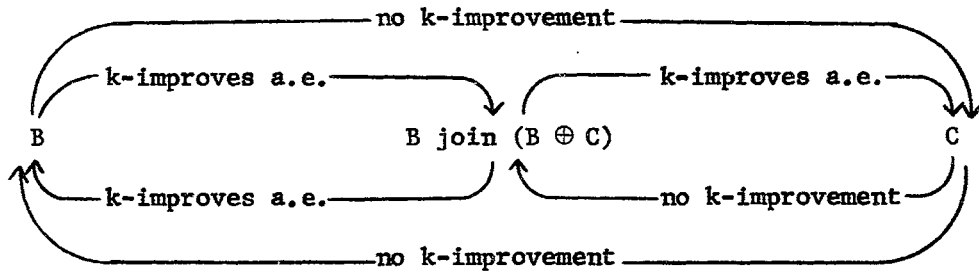 no k-improvement
k-improves a.e. k-improves a.e.
B B join (B ⊕ C) C
k-improves a.e. no k-improvement
no k-improvement